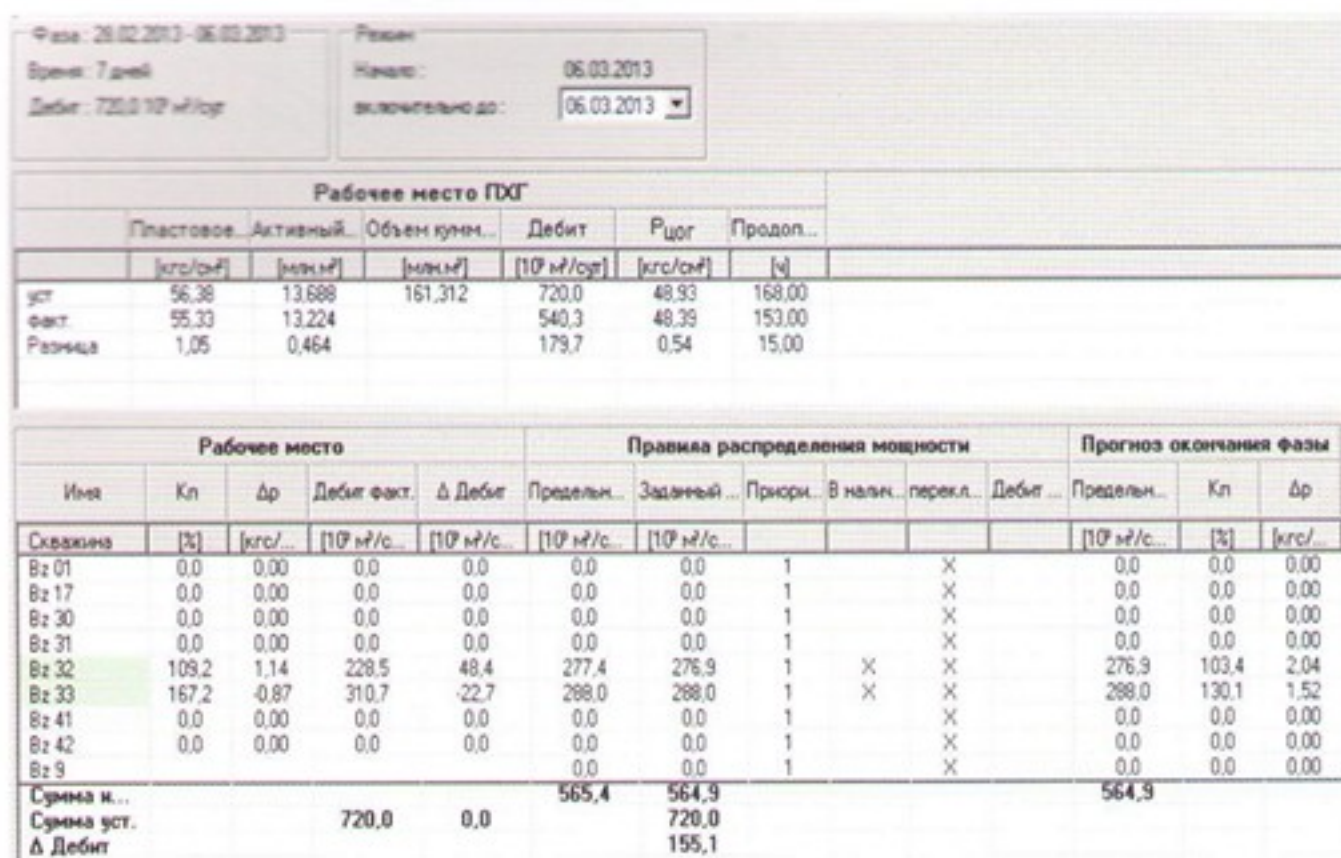 Фаза: 28.02.2013 - 06.03.2013 Режим
Время: 7 дней Начало: 06.03.2013
Дебит: 720,0 10³ м³/сут включительно до: 06.03.2013
Рабочее место ПХГ
Пластовое... Активный... Объем кумм... Дебит Pцог Продол...
[кгс/см²] [млн.м³] [млн.м³] [10³ м³/сут] [кгс/см²] [ч]
уст 56,38 13,688 161,312 720,0 48,93 168,00
факт. 55,33 13,224 540,3 48,39 153,00
Разница 1,05 0,464 179,7 0,54 15,00
Рабочее место Правила распределения мощности Прогноз окончания фазы
Имя Кп Δp Дебит факт. Δ Дебит Предельн... Заданный ... Приори... В налич... перекл... Дебит ... Предельн... Кп Δp
Скважина [%] [кгс/... [10³ м³/с... [10³ м³/с... [10³ м³/с... [10³ м³/с... [10³ м³/с... [%] [кгс/...
Bz 01 0,0 0,00 0,0 0,0 0,0 0,0 1 X 0,0 0,0 0,00
Bz 17 0,0 0,00 0,0 0,0 0,0 0,0 1 X 0,0 0,0 0,00
Bz 30 0,0 0,00 0,0 0,0 0,0 0,0 1 X 0,0 0,0 0,00
Bz 31 0,0 0,00 0,0 0,0 0,0 0,0 1 X 0,0 0,0 0,00
Bz 32 109,2 1,14 228,5 48,4 277,4 276,9 1 X X 276,9 103,4 2,04
Bz 33 167,2 -0,87 310,7 -22,7 288,0 288,0 1 X X 288,0 130,1 1,52
Bz 41 0,0 0,00 0,0 0,0 0,0 0,0 1 X 0,0 0,0 0,00
Bz 42 0,0 0,00 0,0 0,0 0,0 0,0 1 X 0,0 0,0 0,00
Bz 9 0,0 0,0 1 X 0,0 0,0 0,00
Сумма н... 565,4 564,9 564,9
Сумма уст. 720,0 0,0 720,0
Δ Дебит 155,1